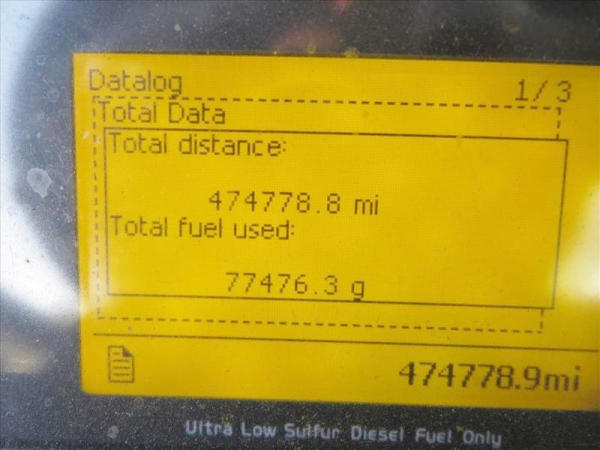 Datalog 1/3
Total Data
Total distance:
474778.8 mi
Total fuel used:
77476.3 g
474778.9mi
Ultra Low Sulfur Diesel Fuel Only